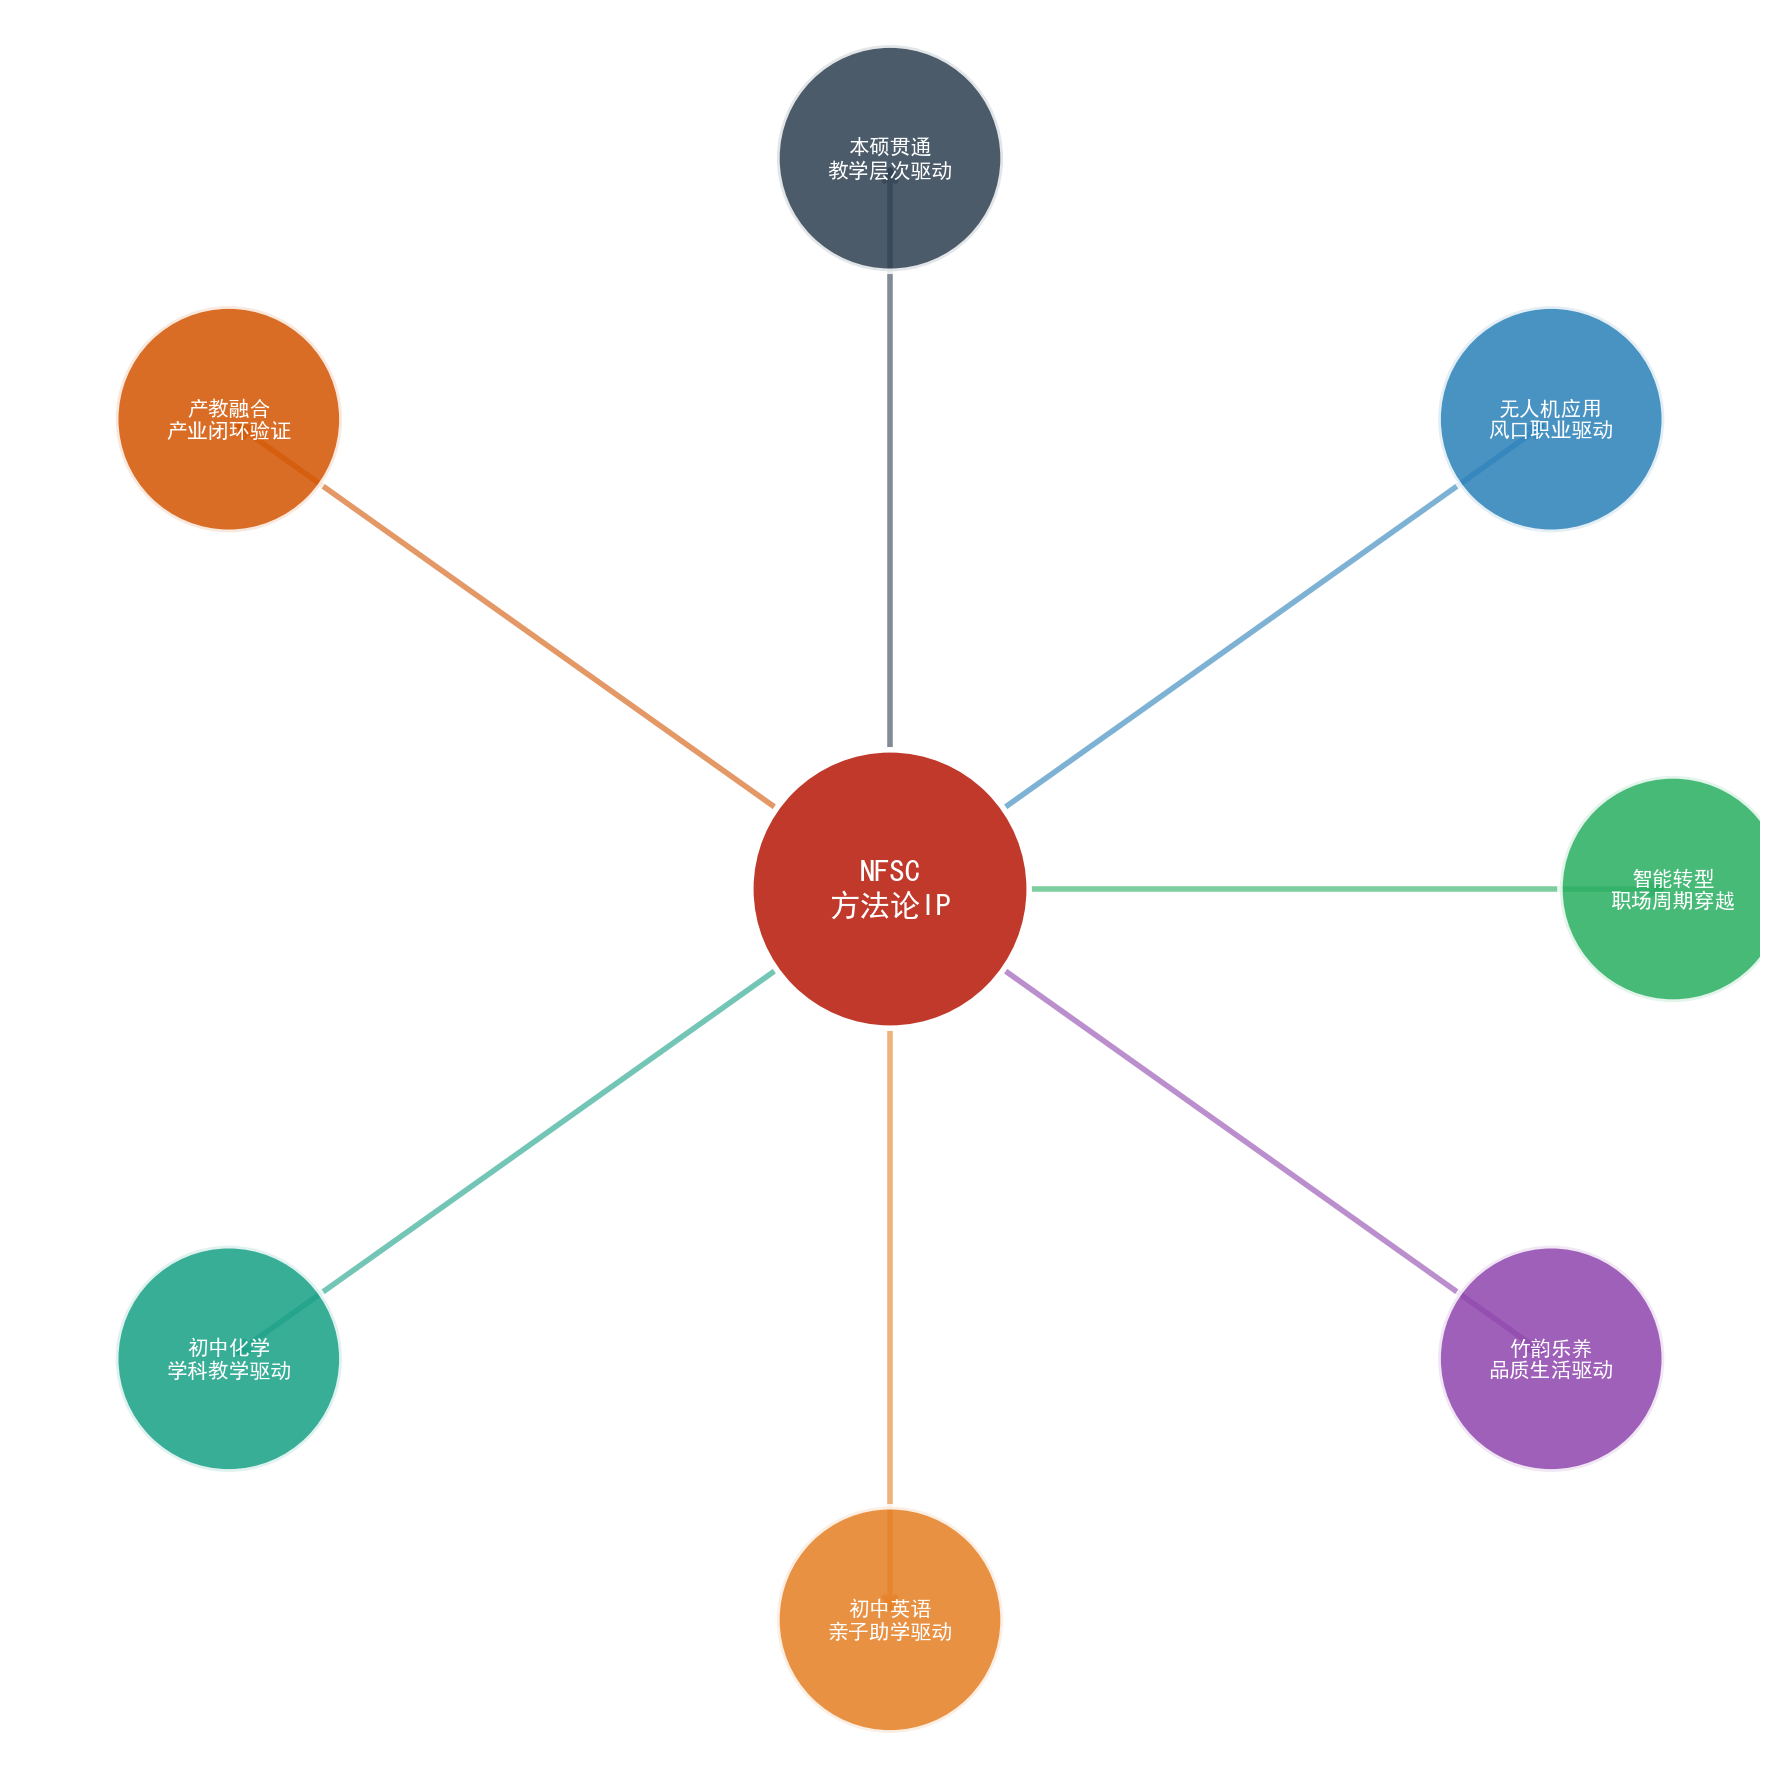 本硕贯通
教学层次驱动
产教融合
产业闭环验证
无人机应用
风口职业驱动
NFSC
方法论IP
智能转型
职场周期穿越
初中化学
学科教学驱动
竹韵乐养
品质生活驱动
初中英语
亲子助学驱动